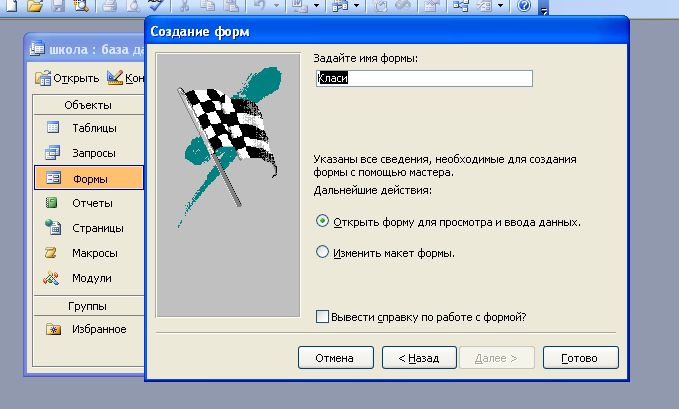 Создание форм
школа : база да
Открыть
Кон
Объекты
Таблицы
Запросы
Формы
Отчеты
Страницы
Макросы
Модули
Группы
Избранное
Задайте имя формы:
Класи
Указаны все сведения, необходимые для создания
формы с помощью мастера.
Дальнейшие действия:
Открыть форму для просмотра и ввода данных.
Изменить макет формы.
Вывести справку по работе с формой?
Отмена
< Назад
Далее >
Готово